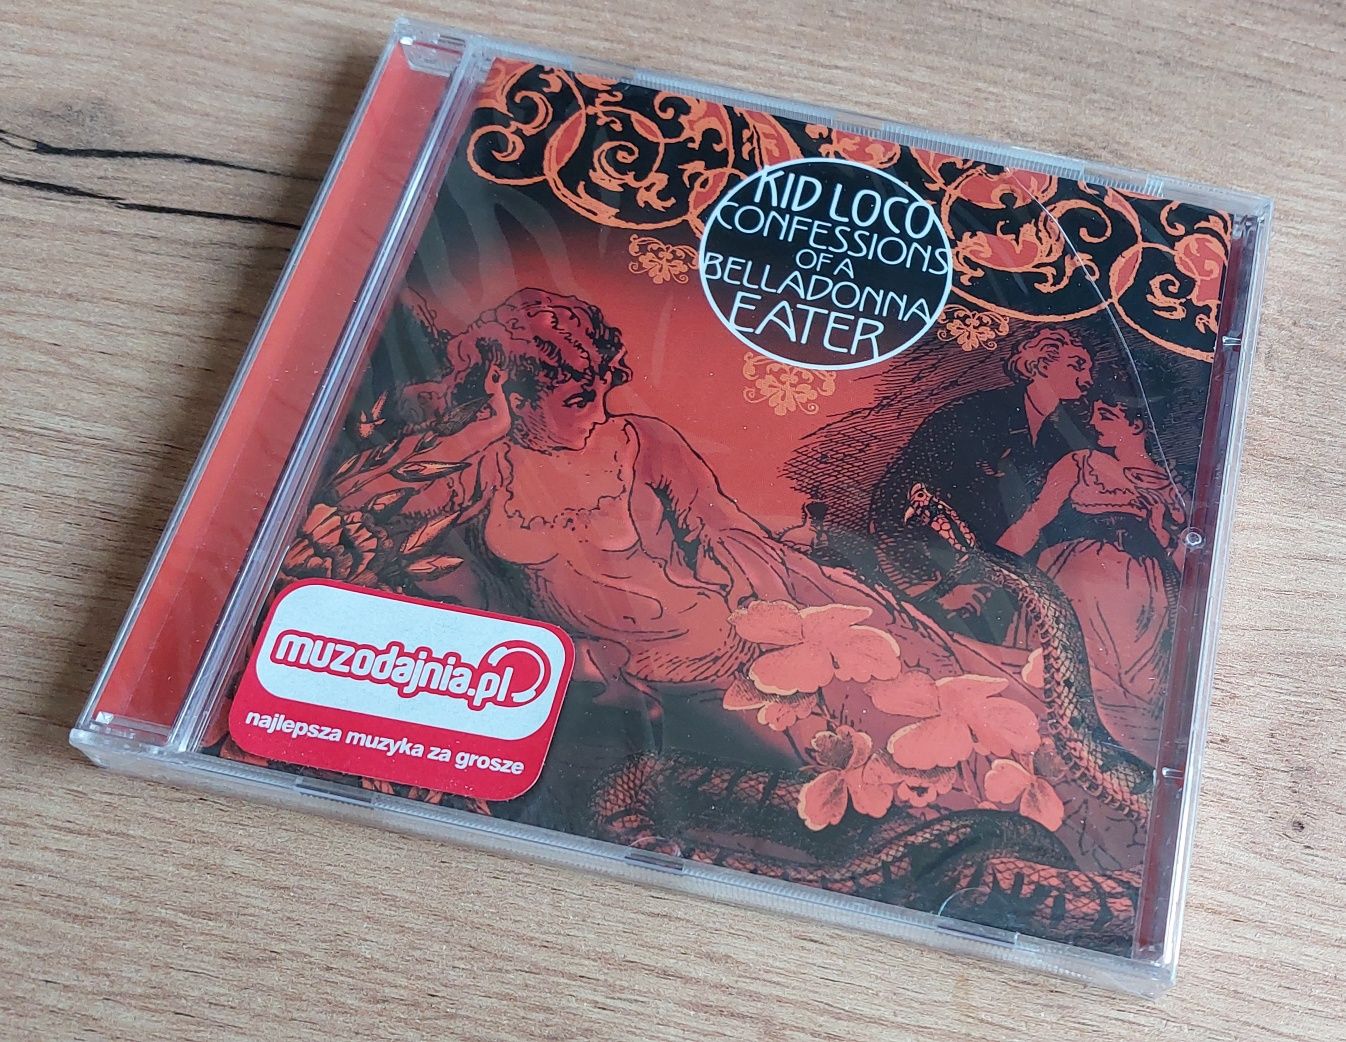 KID LOCO
CONFESSIONS
OF A
BELLADONNA
EATER
muzodajnia.pl
najlepsza muzyka za grosze